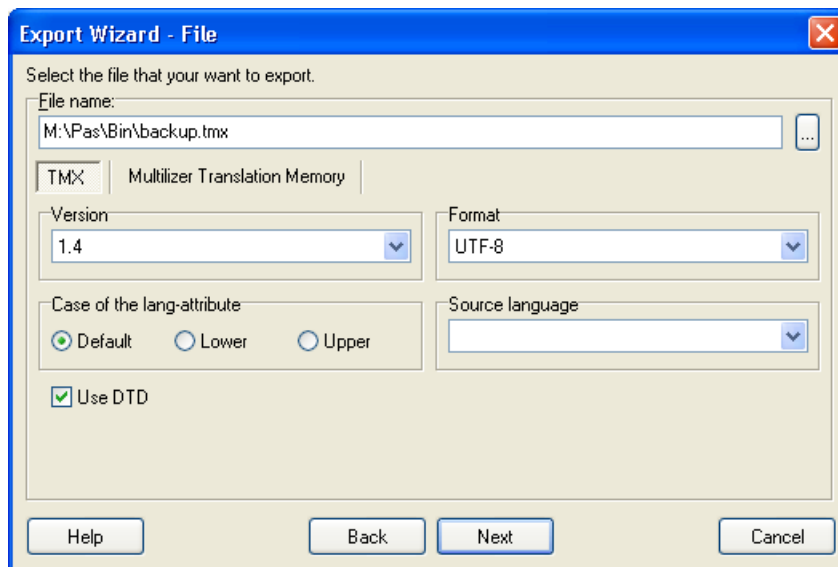 Export Wizard - File
Select the file that your want to export.
File name:
M:\Pas\Bin\backup.tmx
...
TMX Multilizer Translation Memory
Version Format
1.4 UTF-8
Case of the lang-attribute Source language
Default Lower Upper
Use DTD
Help Back Next Cancel